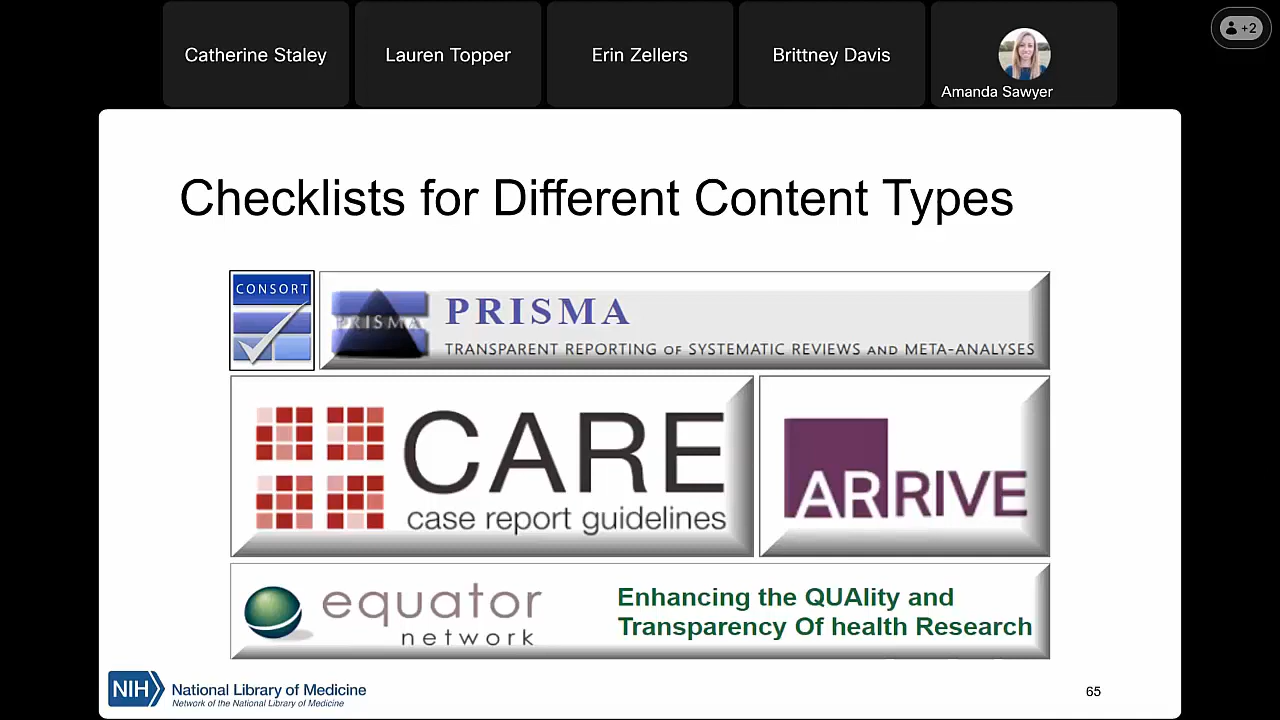 Catherine Staley
Lauren Topper
Erin Zellers
Brittney Davis
Amanda Sawyer
+2
Checklists for Different Content Types
CONSORT
PRISMA
PRISMA
TRANSPARENT REPORTING OF SYSTEMATIC REVIEWS AND META-ANALYSES
CARE
case report guidelines
ARRIVE
equator
network
Enhancing the QUAlity and
Transparency Of health Research
NIH
National Library of Medicine
Network of the National Library of Medicine
65